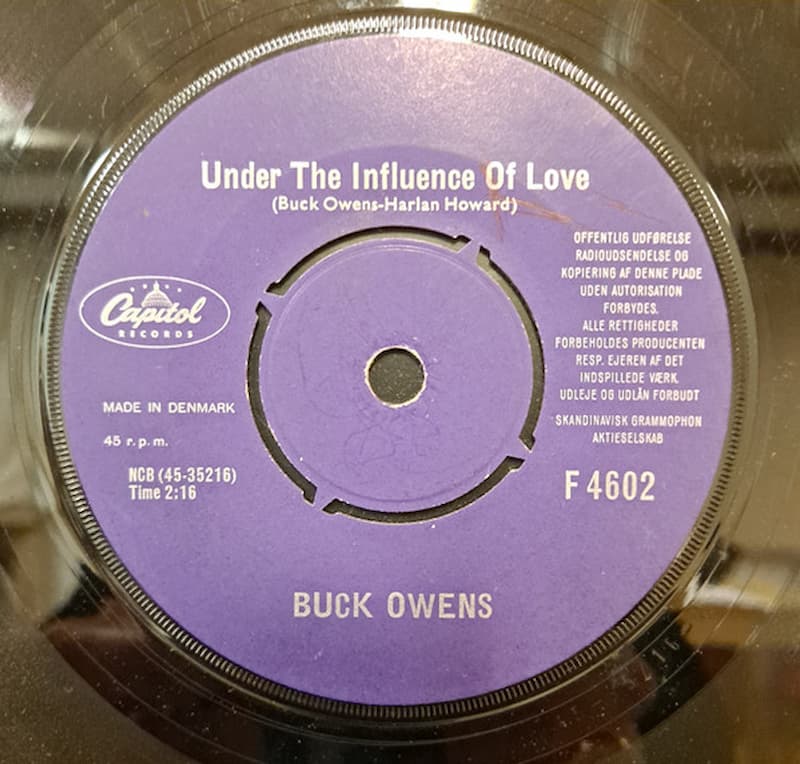 Under The Influence Of Love
(Buck Owens-Harlan Howard)
Capitol
RECORDS
MADE IN DENMARK
45 r.p.m.
NCB (45-35216)
Time 2:16
OFFENTLIG UDFØRELSE
RADIOUDSENDELSE OG
KOPIERING AF DENNE PLADE
UDEN AUTORISATION
FORBYDES.
ALLE RETTIGHEDER
FORBEHOLDES PRODUCENTEN
RESP. EJEREN AF DET
INDSPILLEDE VÆRK.
UDLEJE OG UDLÅN FORBUDT
SKANDINAVISK GRAMMOPHON
AKTIESELSKAB
F 4602
BUCK OWENS